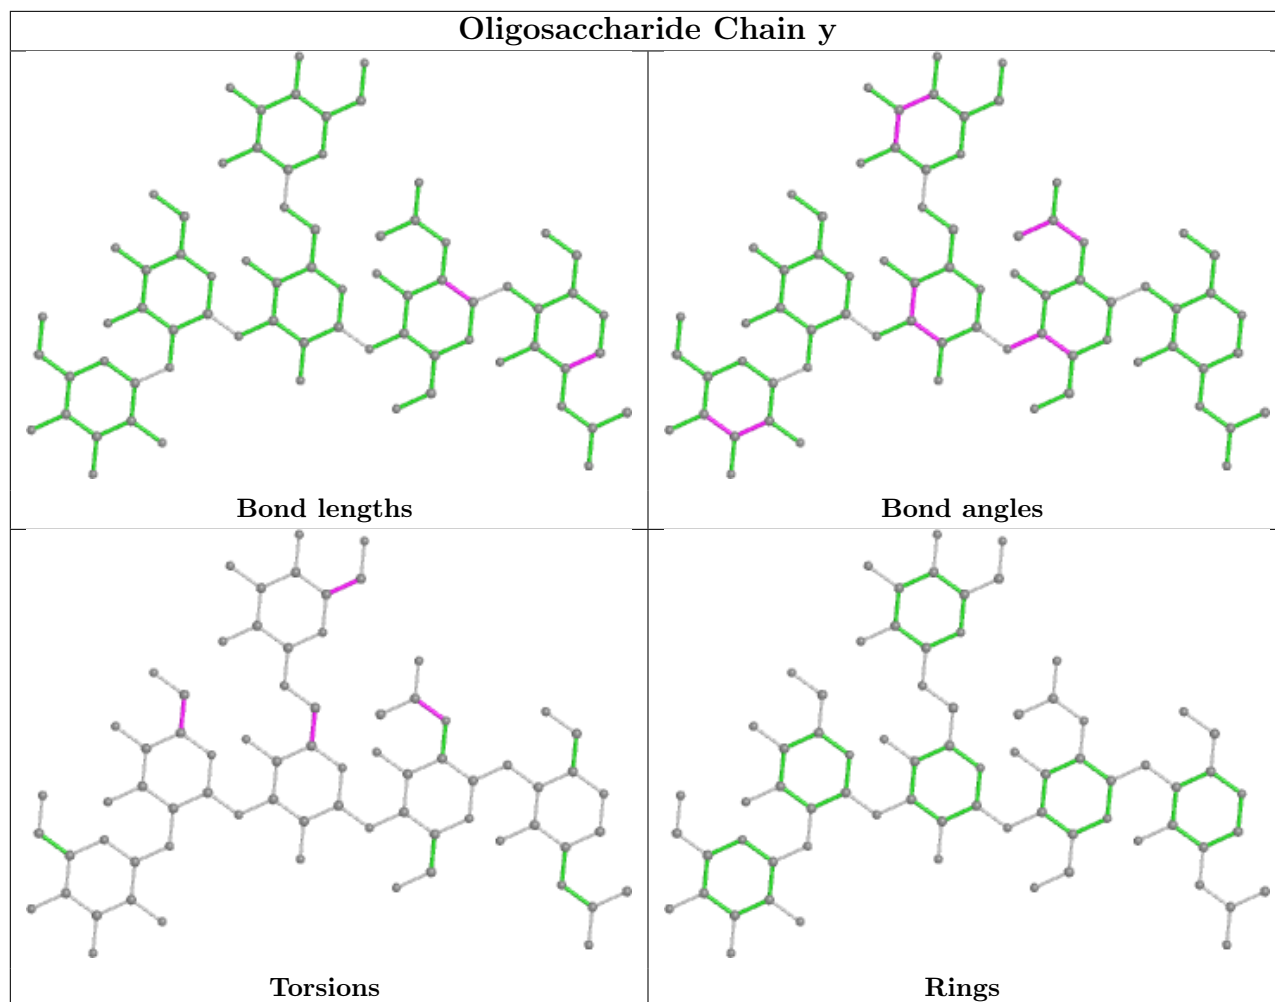 Oligosaccharide Chain y
Bond lengths
Bond angles
Torsions
Rings